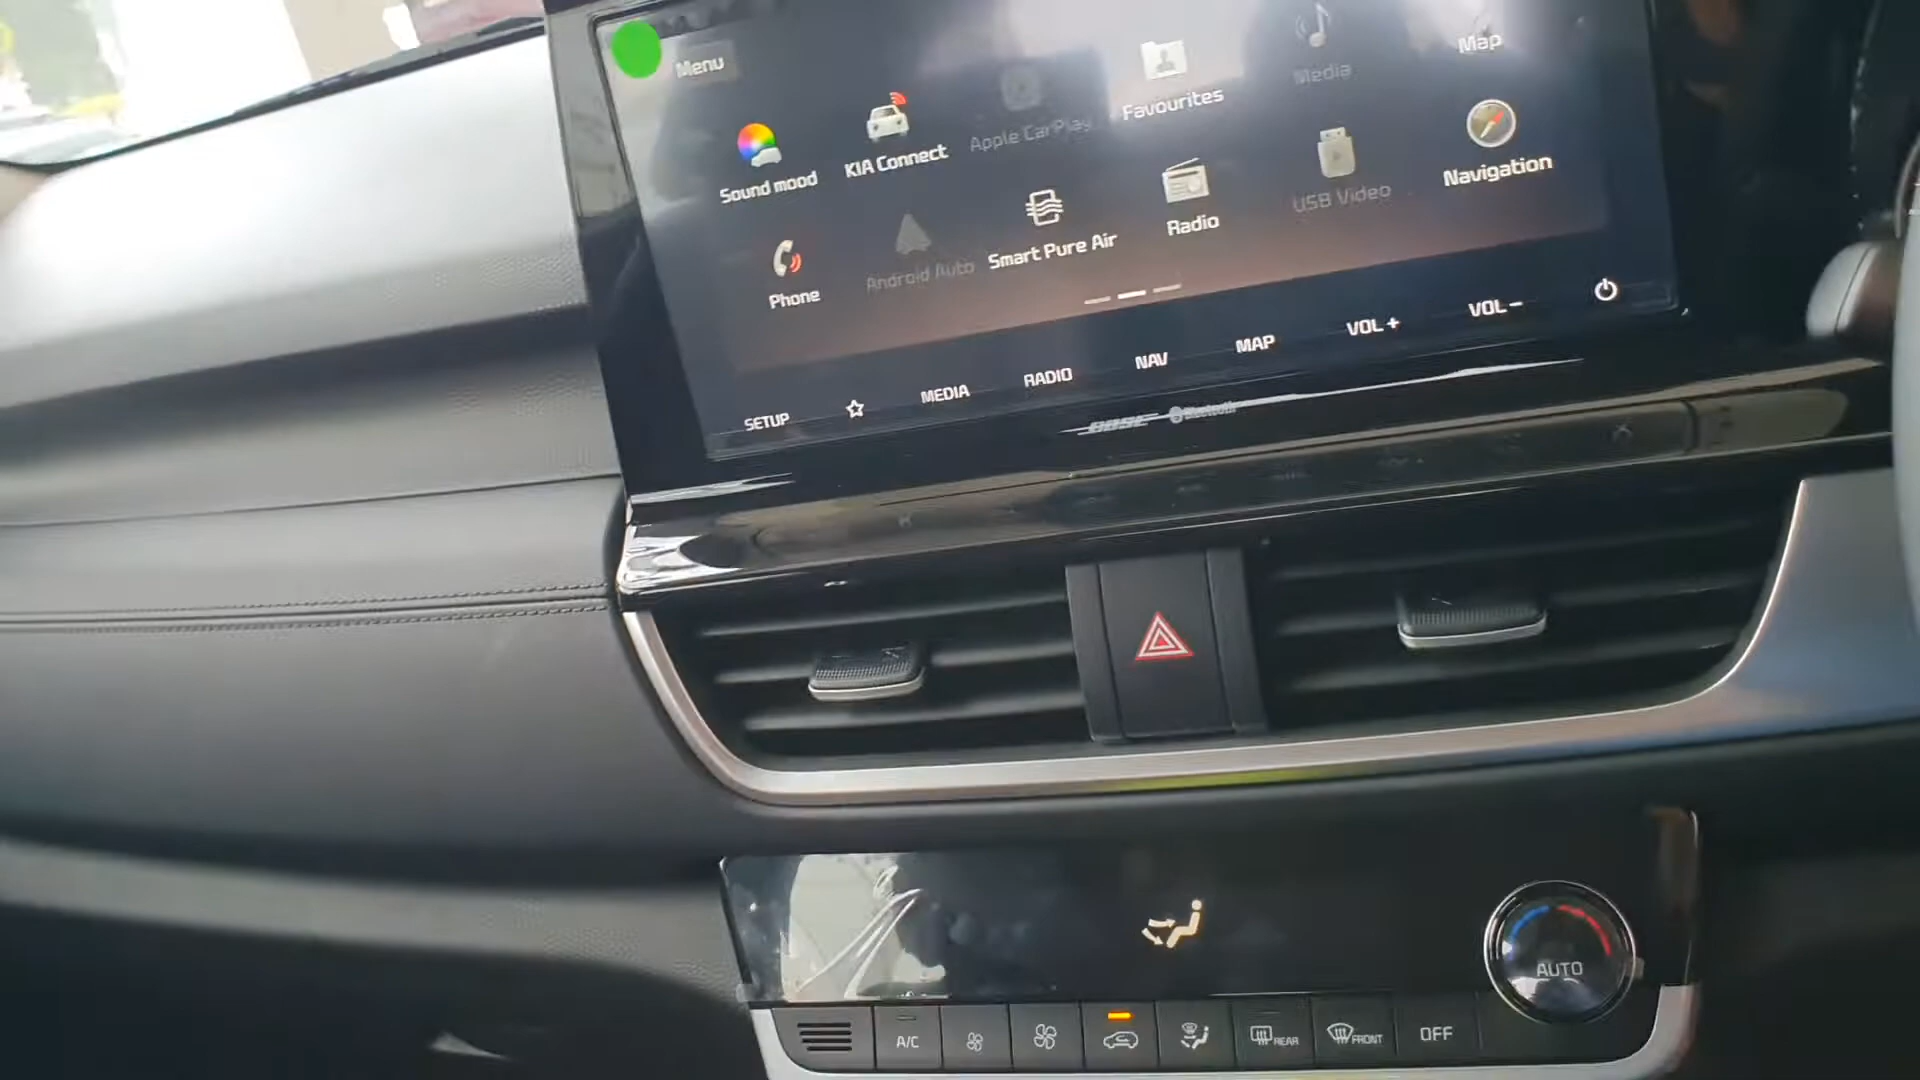 Menu
Sound mood
KIA Connect
Apple CarPlay
Favourites
Media
Map
Phone
Android Auto
Smart Pure Air
Radio
USB Video
Navigation
SETUP
MEDIA
RADIO
NAV
MAP
VOL +
VOL −
BOSE
Bluetooth
AUTO
A/C
REAR
FRONT
OFF